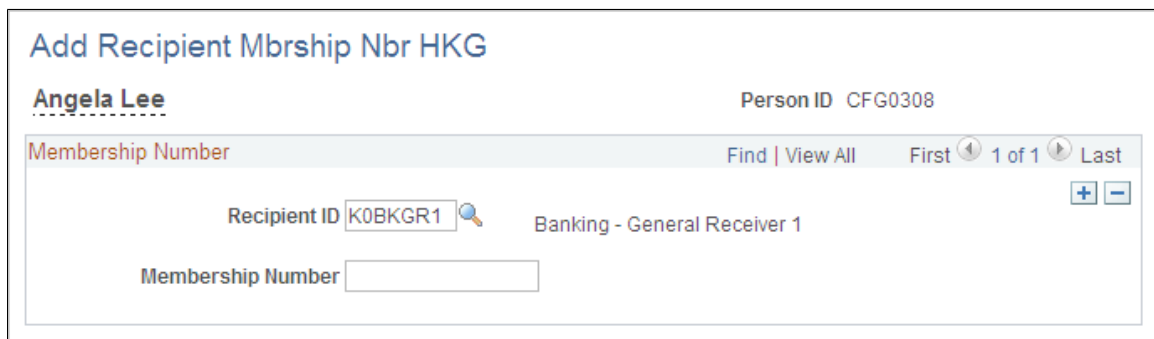 Add Recipient Mbrship Nbr HKG
Angela Lee Person ID CFG0308
Membership Number Find | View All First 1 of 1 Last
Recipient ID K0BKGR1 Banking - General Receiver 1
Membership Number